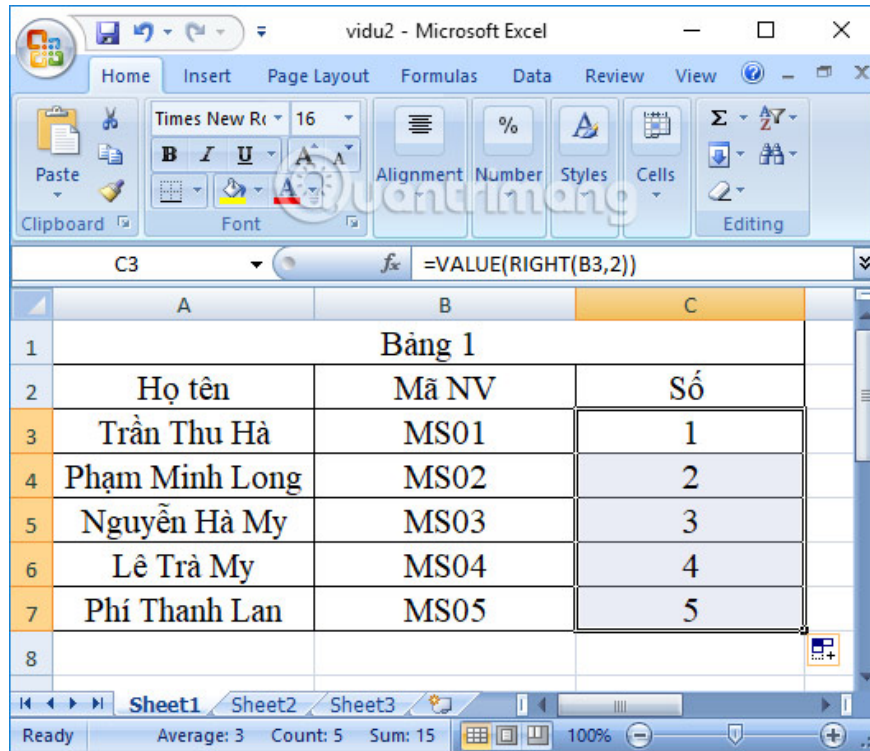 vidu2 - Microsoft Excel
Home Insert Page Layout Formulas Data Review View
Times New Ro 16
B I U A A
% A Σ
Paste A Alignment Number Styles Cells
Quantrimang
Clipboard Font Editing
C3 fx =VALUE(RIGHT(B3,2))
A B C
1 Bảng 1
2 Họ tên Mã NV Số
3 Trần Thu Hà MS01 1
4 Phạm Minh Long MS02 2
5 Nguyễn Hà My MS03 3
6 Lê Trà My MS04 4
7 Phí Thanh Lan MS05 5
8
Sheet1 Sheet2 Sheet3
Ready Average: 3 Count: 5 Sum: 15 100%